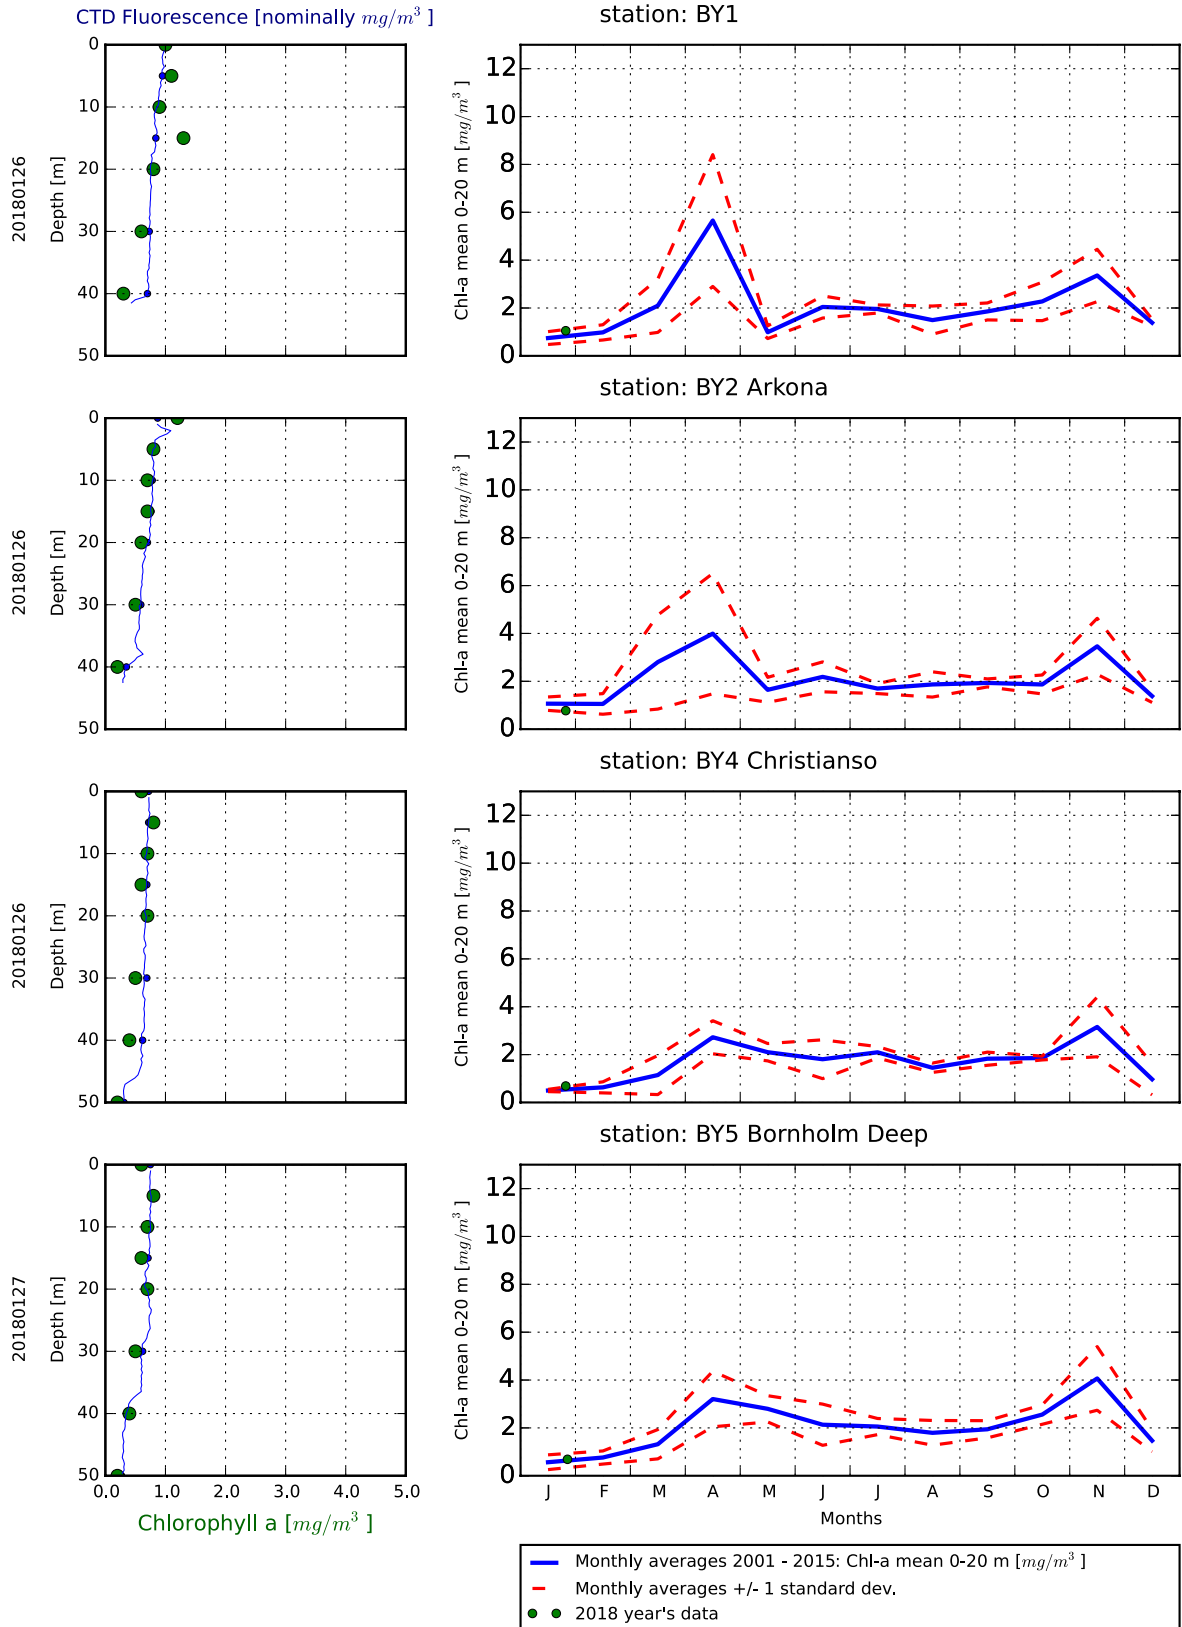 CTD Fluorescence [nominally mg/m³ ]
station: BY1
20180126
Depth [m]
0
10
20
30
40
50
Chl-a mean 0-20 m [mg/m³ ]
12
10
8
6
4
2
0
station: BY2 Arkona
20180126
Depth [m]
0
10
20
30
40
50
Chl-a mean 0-20 m [mg/m³ ]
12
10
8
6
4
2
0
station: BY4 Christianso
20180126
Depth [m]
0
10
20
30
40
50
Chl-a mean 0-20 m [mg/m³ ]
12
10
8
6
4
2
0
station: BY5 Bornholm Deep
20180127
Depth [m]
0
10
20
30
40
50
0.0 1.0 2.0 3.0 4.0 5.0
Chlorophyll a [mg/m³ ]
Chl-a mean 0-20 m [mg/m³ ]
12
10
8
6
4
2
0
J F M A M J J A S O N D
Months
Monthly averages 2001 - 2015: Chl-a mean 0-20 m [mg/m³ ]
Monthly averages +/- 1 standard dev.
2018 year's data